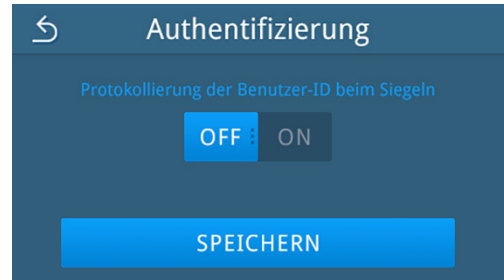 Authentifizierung
Protokollierung der Benutzer-ID beim Siegeln
OFF ON
SPEICHERN